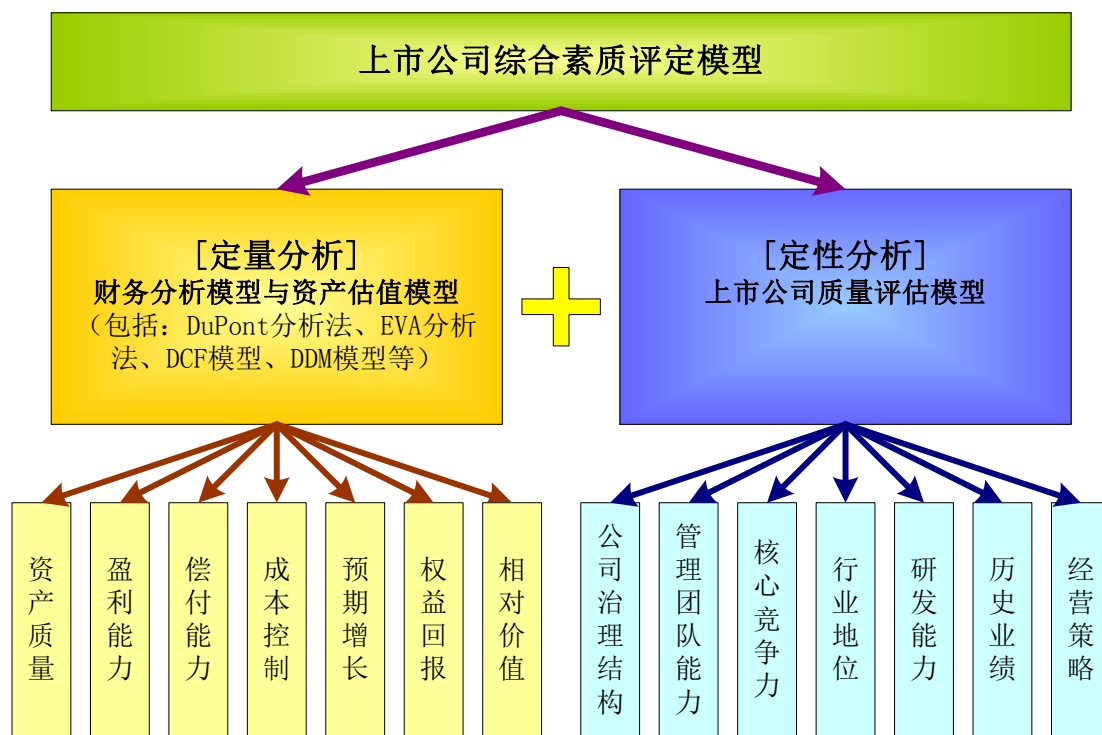 上市公司综合素质评定模型
[定量分析]
财务分析模型与资产估值模型
（包括：DuPont分析法、EVA分析
法、DCF模型、DDM模型等）
[定性分析]
上市公司质量评估模型
资产质量
盈利能力
偿付能力
成本控制
预期增长
权益回报
相对价值
公司治理结构
管理团队能力
核心竞争力
行业地位
研发能力
历史业绩
经营策略